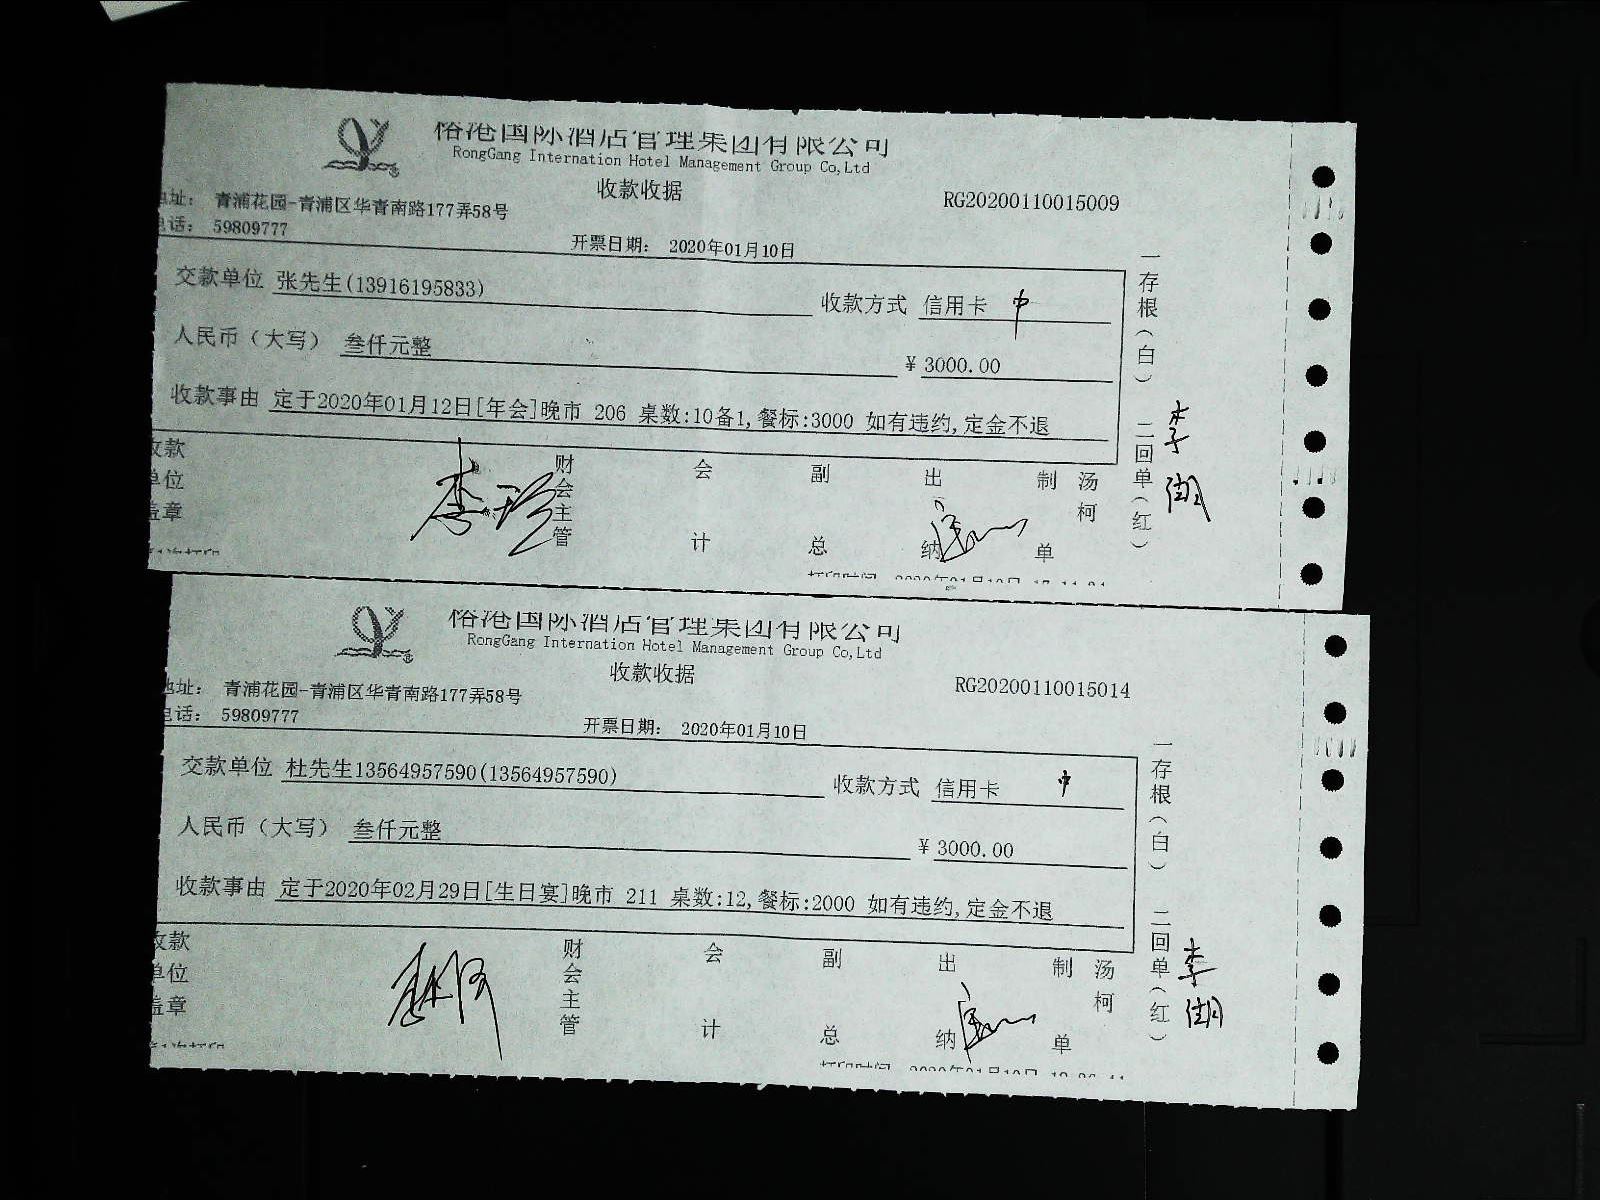 榕港国际酒店管理集团有限公司
RongGang Internation Hotel Management Group Co,Ltd
收款收据
RG20200110015009
地址： 青浦花园-青浦区华青南路177弄58号
电话： 59809777
开票日期： 2020年01月10日
交款单位 张先生(13916195833)
收款方式 信用卡 中
人民币（大写） 叁仟元整
¥ 3000.00
收款事由 定于2020年01月12日[年会]晚市 206 桌数:10备1,餐标:3000 如有违约,定金不退
一存根（白） 二回单（红）
收款单位盖章
财会主管
会计
副总
出纳
制单
汤柯
榕港国际酒店管理集团有限公司
RongGang Internation Hotel Management Group Co,Ltd
收款收据
RG20200110015014
地址： 青浦花园-青浦区华青南路177弄58号
电话： 59809777
开票日期： 2020年01月10日
交款单位 杜先生13564957590(13564957590)
收款方式 信用卡 中
人民币（大写） 叁仟元整
¥ 3000.00
收款事由 定于2020年02月29日[生日宴]晚市 211 桌数:12,餐标:2000 如有违约,定金不退
一存根（白） 二回单（红）
收款单位盖章
财会主管
会计
副总
出纳
制单
汤柯